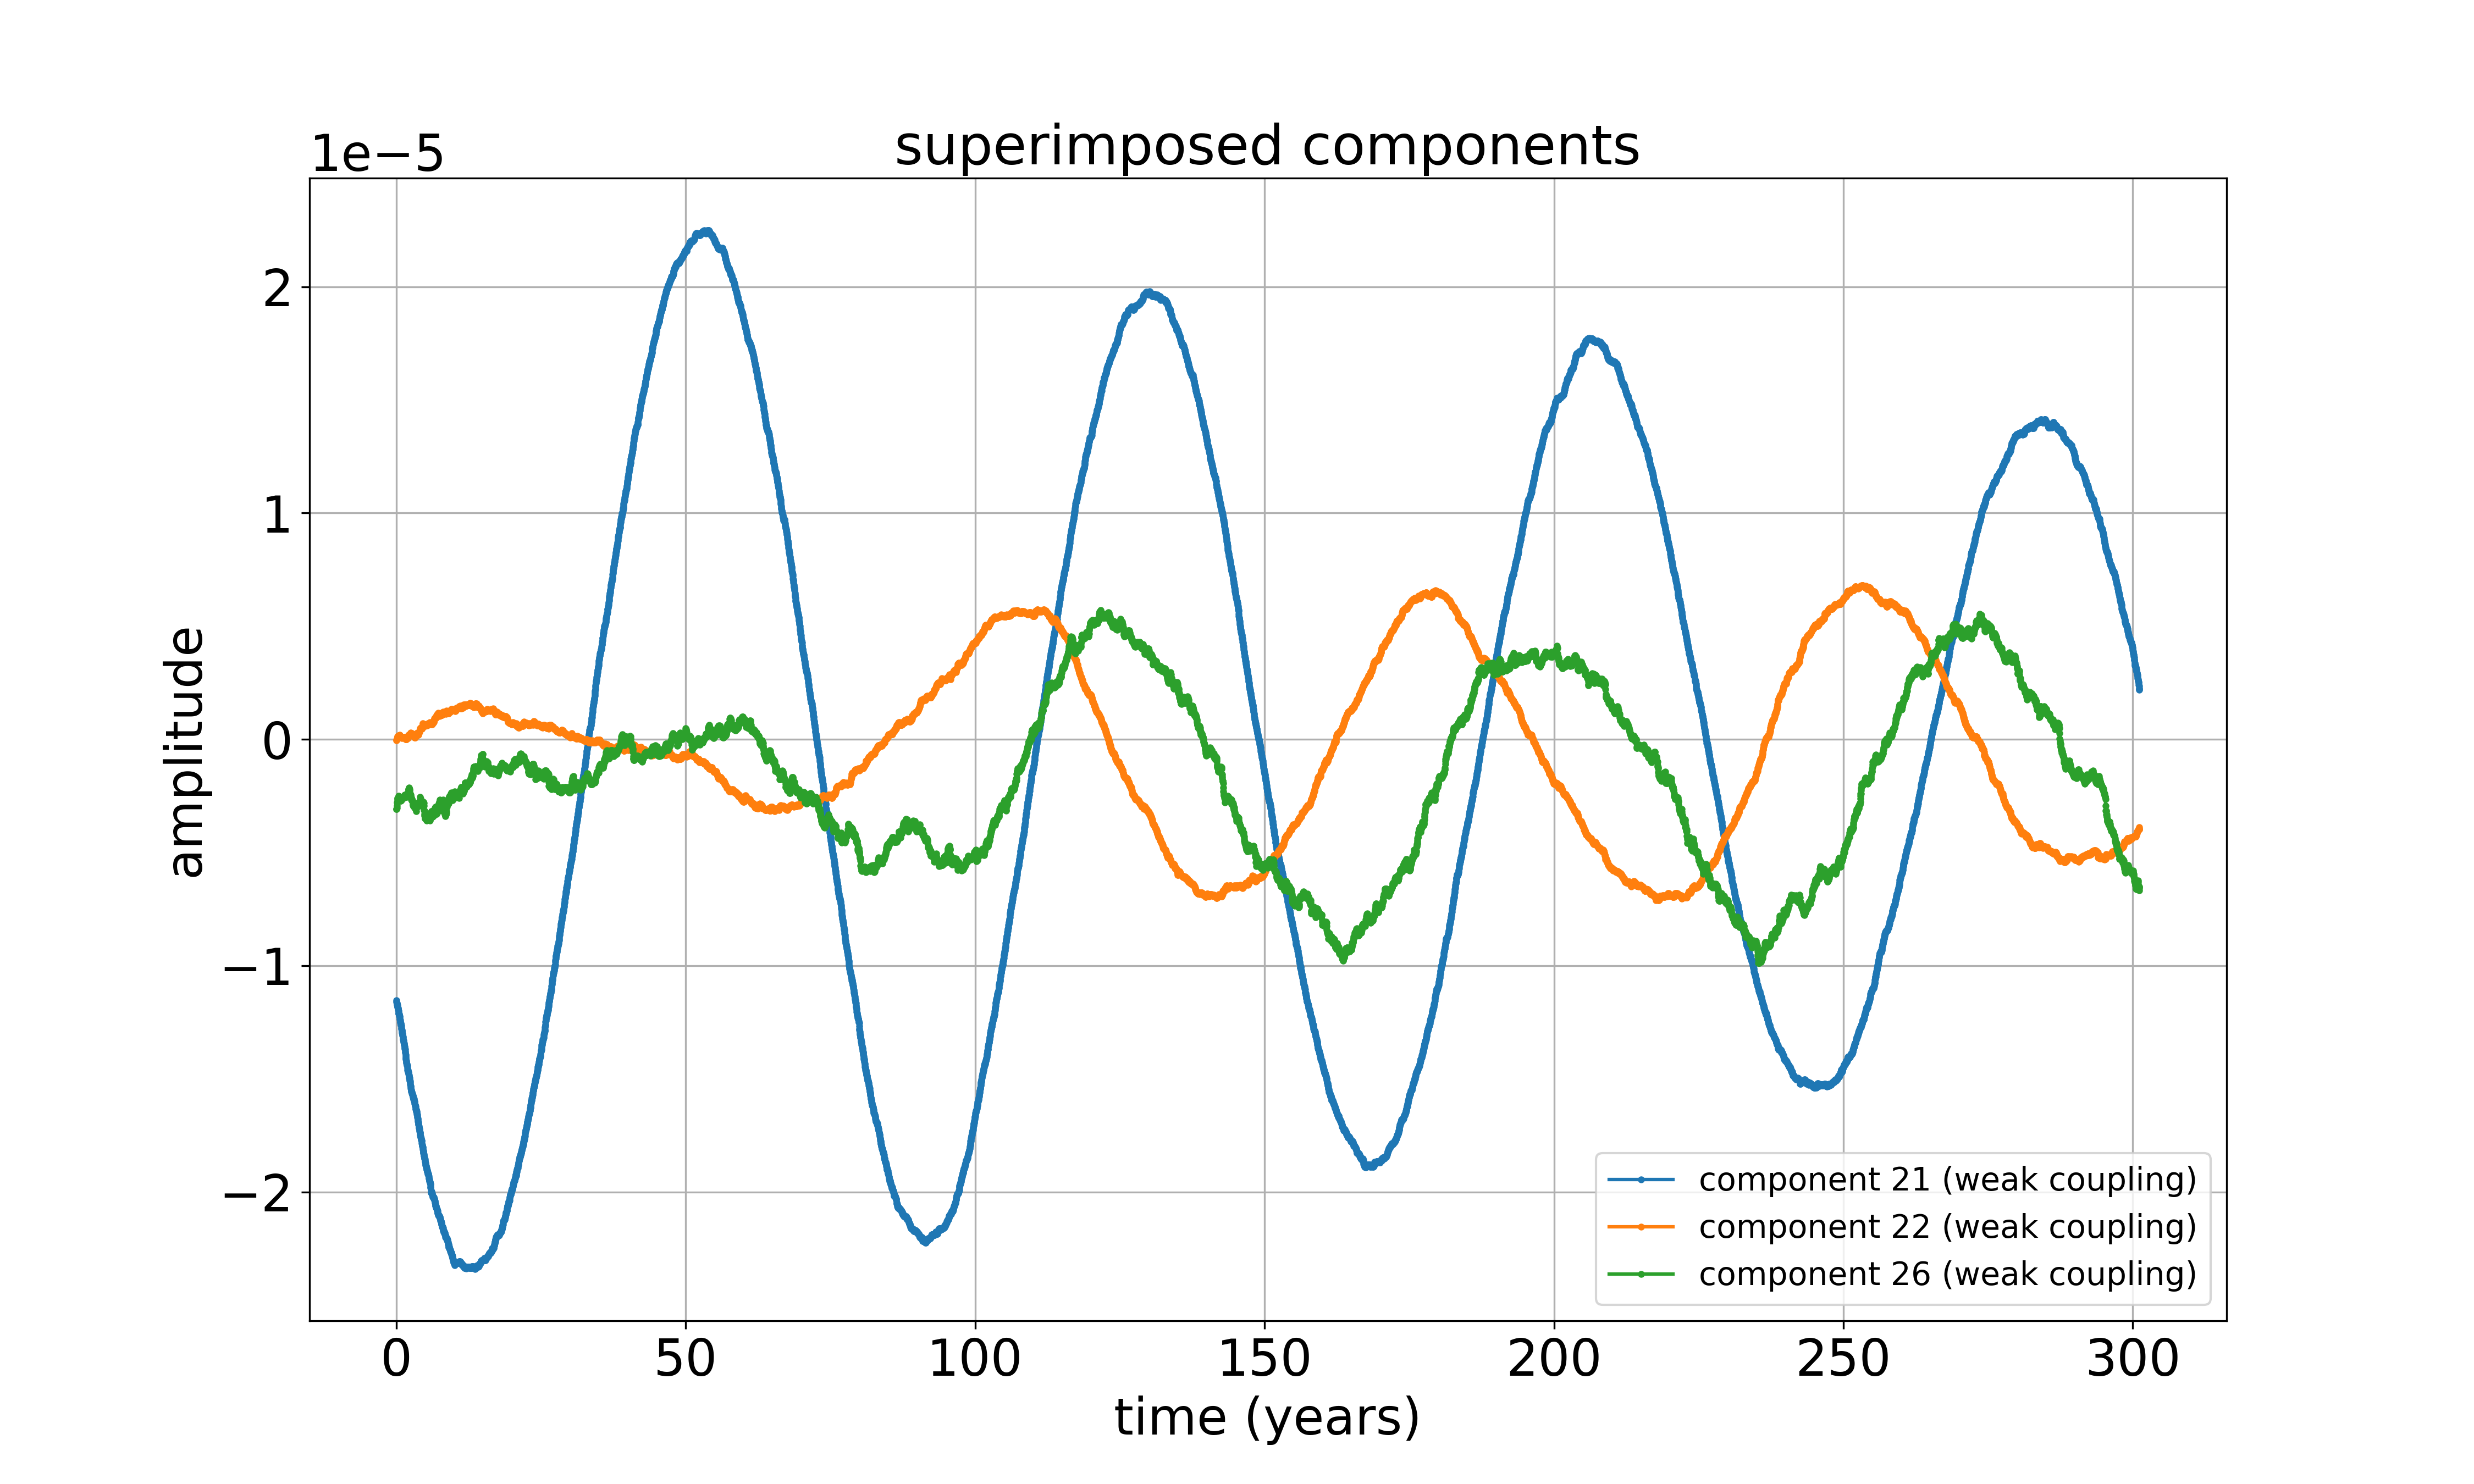 superimposed components
1e−5
2
1
0
−1
−2
amplitude
component 21 (weak coupling)
component 22 (weak coupling)
component 26 (weak coupling)
0 50 100 150 200 250 300
time (years)